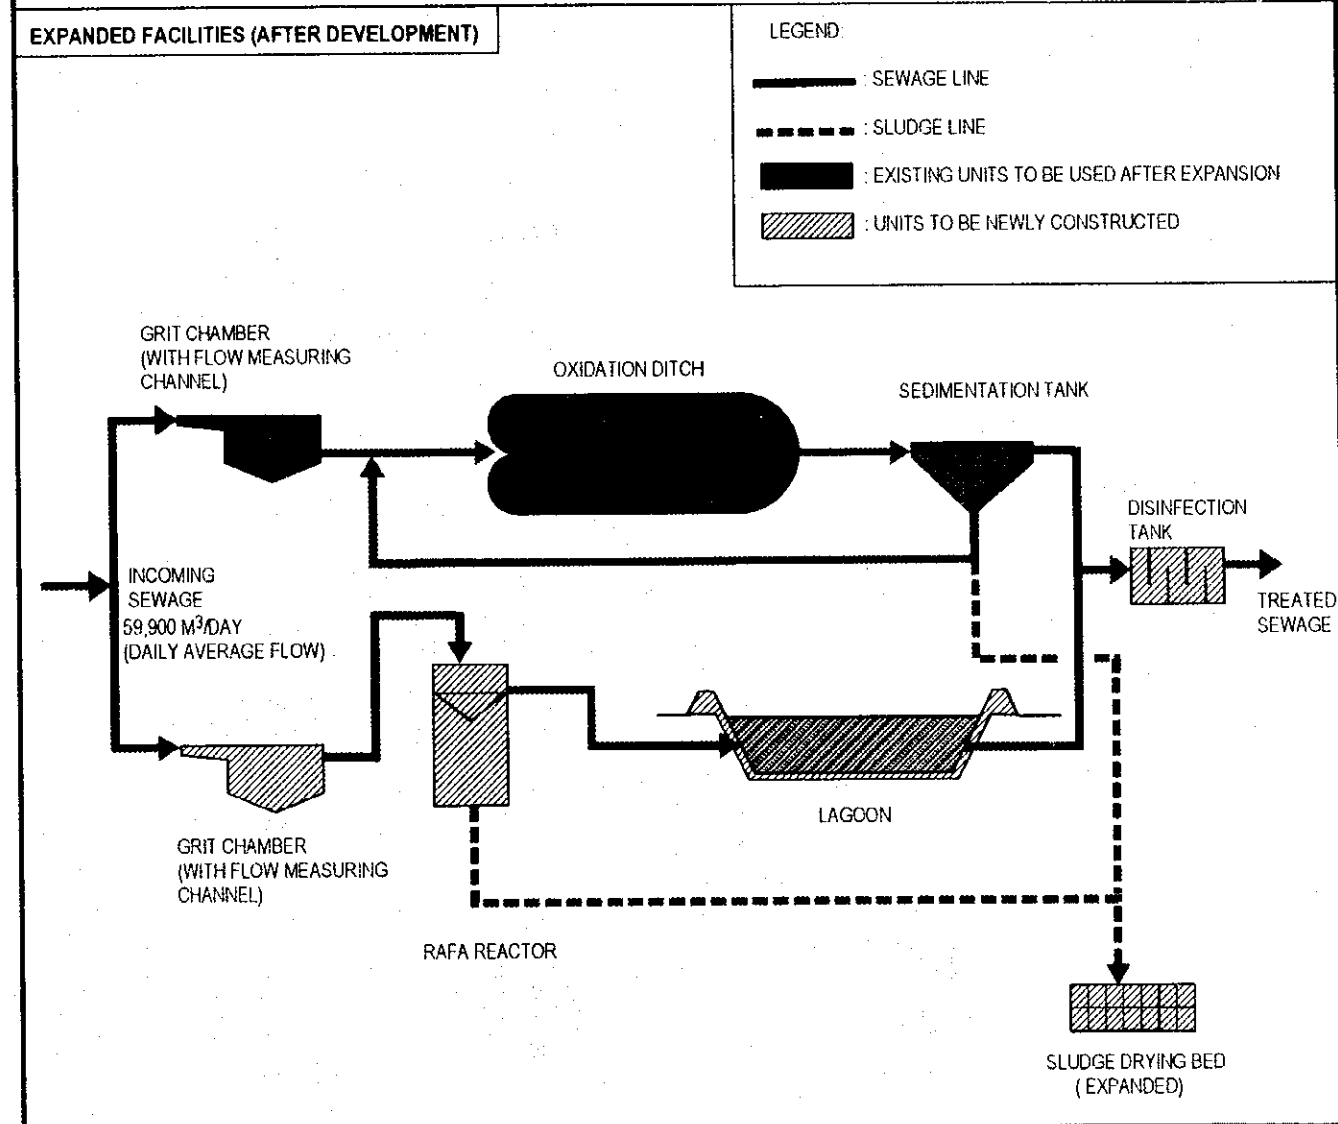 EXPANDED FACILITIES (AFTER DEVELOPMENT)
LEGEND:
: SEWAGE LINE
: SLUDGE LINE
: EXISTING UNITS TO BE USED AFTER EXPANSION
: UNITS TO BE NEWLY CONSTRUCTED
GRIT CHAMBER
(WITH FLOW MEASURING
CHANNEL)
OXIDATION DITCH
SEDIMENTATION TANK
DISINFECTION
TANK
TREATED
SEWAGE
INCOMING
SEWAGE
59,900 M³/DAY
(DAILY AVERAGE FLOW)
GRIT CHAMBER
(WITH FLOW MEASURING
CHANNEL)
RAFA REACTOR
LAGOON
SLUDGE DRYING BED
( EXPANDED)